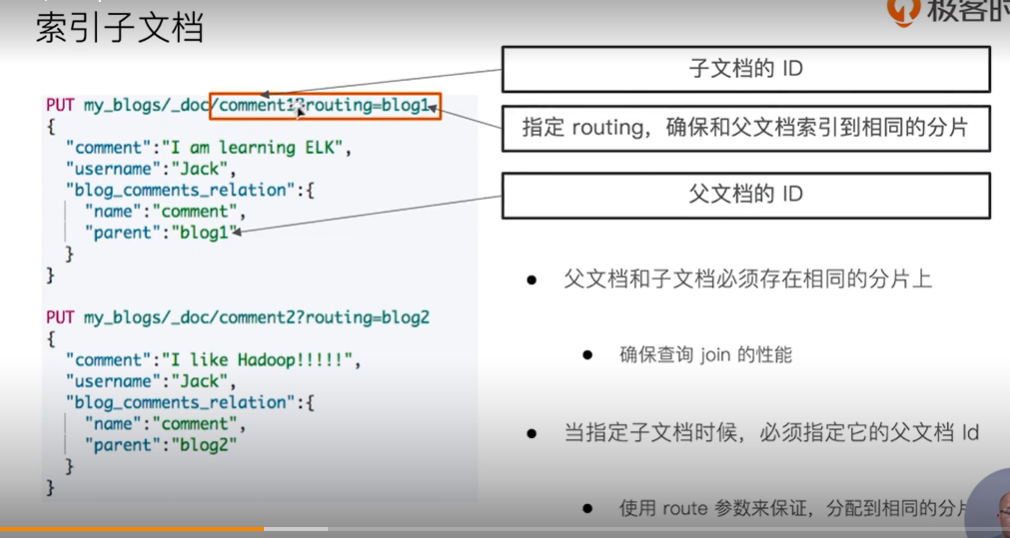 索引子文档
极客时
子文档的 ID
PUT my_blogs/_doc/comment1?routing=blog1
指定 routing，确保和父文档索引到相同的分片
{
"comment":"I am learning ELK",
"username":"Jack",
"blog_comments_relation":{
"name":"comment",
"parent":"blog1"
}
}
父文档的 ID
PUT my_blogs/_doc/comment2?routing=blog2
{
"comment":"I like Hadoop!!!!!",
"username":"Jack",
"blog_comments_relation":{
"name":"comment",
"parent":"blog2"
}
}
● 父文档和子文档必须存在相同的分片上
● 确保查询 join 的性能
● 当指定子文档时候，必须指定它的父文档 Id
● 使用 route 参数来保证，分配到相同的分片